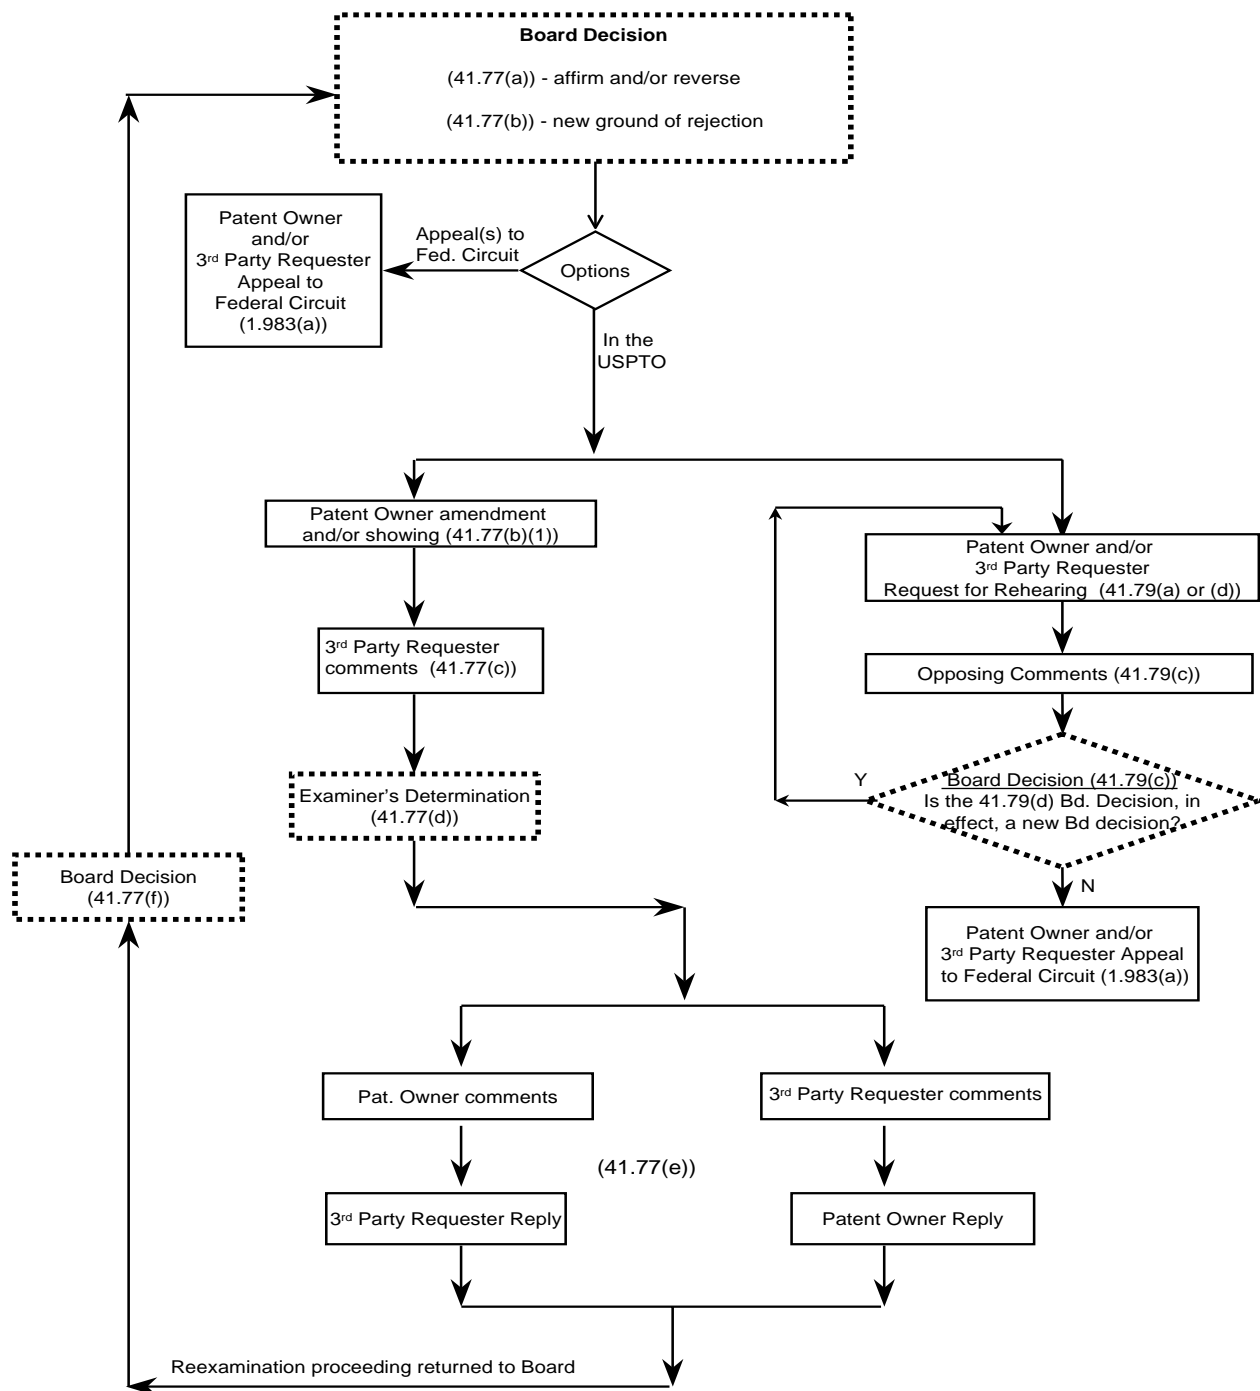 Board Decision
(41.77(a)) - affirm and/or reverse
(41.77(b)) - new ground of rejection
Patent Owner
and/or
3rd Party Requester
Appeal to
Federal Circuit
(1.983(a))
Appeal(s) to
Fed. Circuit
Options
In the
USPTO
Patent Owner amendment
and/or showing (41.77(b)(1))
3rd Party Requester
comments (41.77(c))
Examiner's Determination
(41.77(d))
Board Decision
(41.77(f))
Patent Owner and/or
3rd Party Requester
Request for Rehearing (41.79(a) or (d))
Opposing Comments (41.79(c))
Y
Board Decision (41.79(c))
Is the 41.79(d) Bd. Decision, in
effect, a new Bd decision?
N
Patent Owner and/or
3rd Party Requester Appeal
to Federal Circuit (1.983(a))
Pat. Owner comments
3rd Party Requester comments
(41.77(e))
3rd Party Requester Reply
Patent Owner Reply
Reexamination proceeding returned to Board